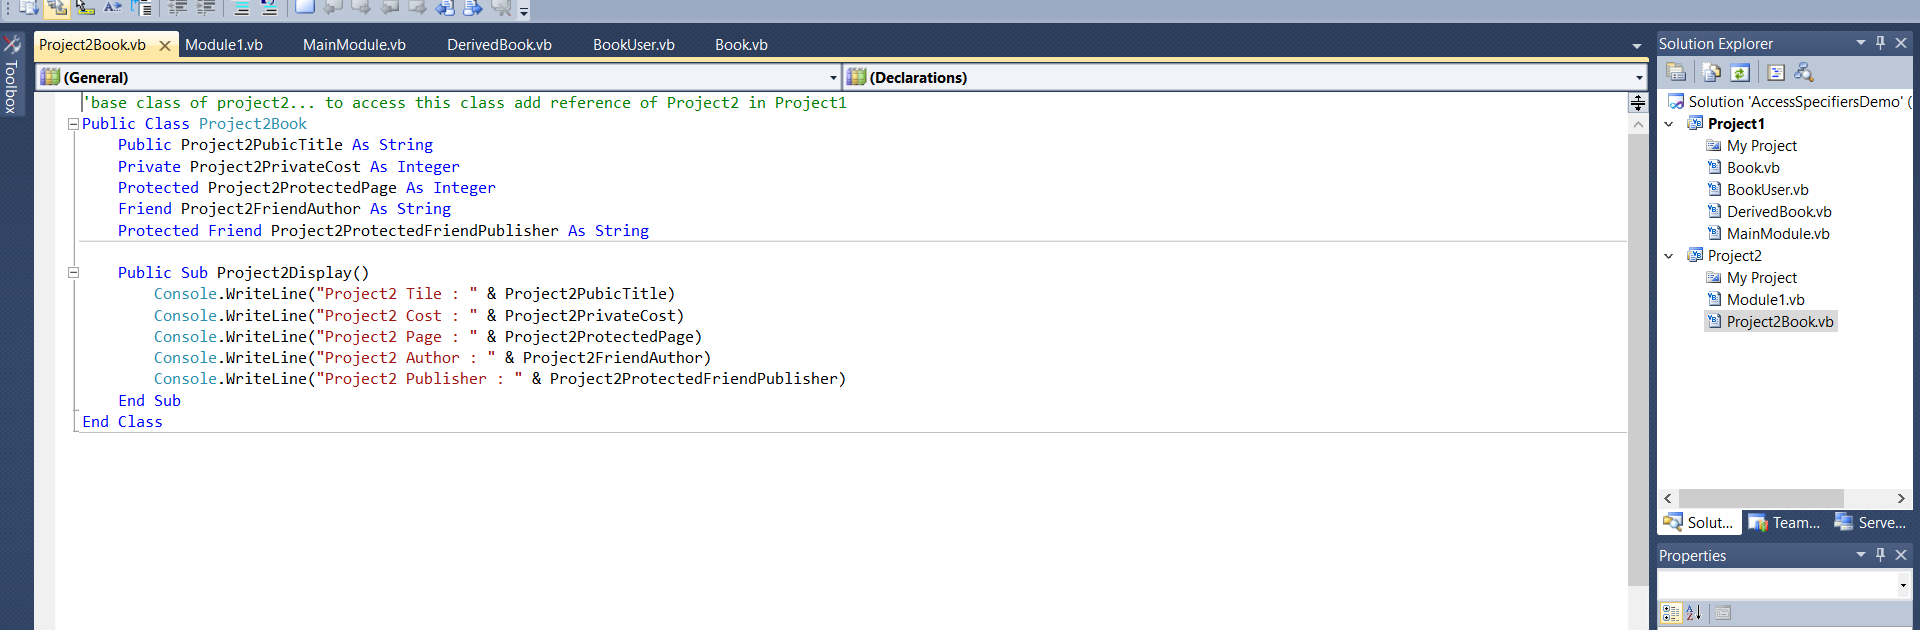 Project2Book.vb Module1.vb MainModule.vb DerivedBook.vb BookUser.vb Book.vb
Toolbox
(General) (Declarations)
'base class of project2... to access this class add reference of Project2 in Project1
Public Class Project2Book
Public Project2PubicTitle As String
Private Project2PrivateCost As Integer
Protected Project2ProtectedPage As Integer
Friend Project2FriendAuthor As String
Protected Friend Project2ProtectedFriendPublisher As String
Public Sub Project2Display()
Console.WriteLine("Project2 Tile : " & Project2PubicTitle)
Console.WriteLine("Project2 Cost : " & Project2PrivateCost)
Console.WriteLine("Project2 Page : " & Project2ProtectedPage)
Console.WriteLine("Project2 Author : " & Project2FriendAuthor)
Console.WriteLine("Project2 Publisher : " & Project2ProtectedFriendPublisher)
End Sub
End Class
Solution Explorer
Solution 'AccessSpecifiersDemo' (
Project1
My Project
Book.vb
BookUser.vb
DerivedBook.vb
MainModule.vb
Project2
My Project
Module1.vb
Project2Book.vb
Solut... Team... Serve...
Properties